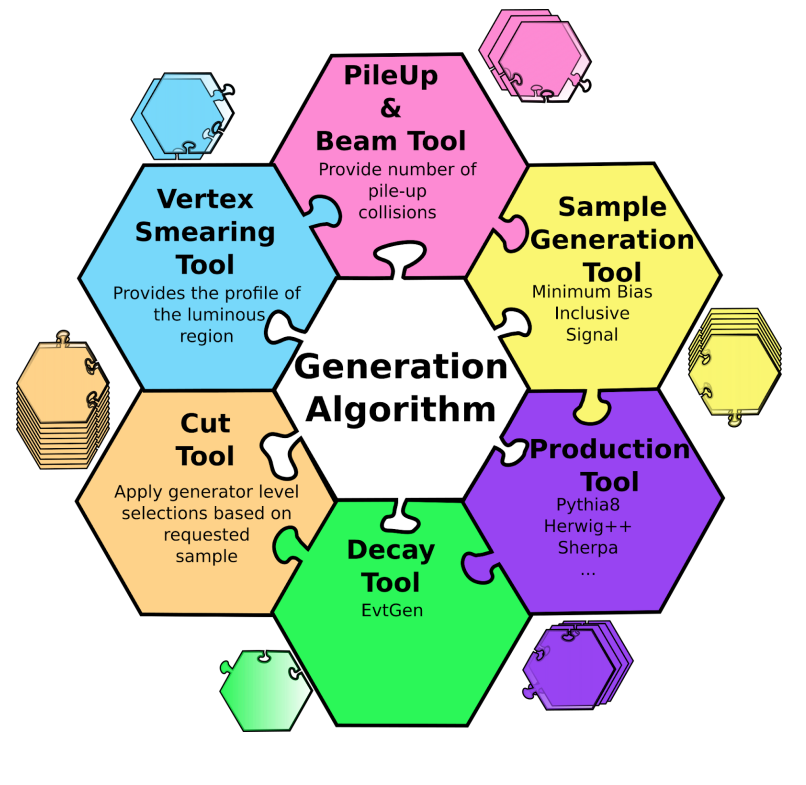 PileUp
&
Beam Tool
Provide number of
pile-up
collisions
Vertex
Smearing
Tool
Provides the profile of
the luminous
region
Sample
Generation
Tool
Minimum Bias
Inclusive
Signal
Generation
Algorithm
Cut
Tool
Apply generator level
selections based on
requested
sample
Production
Tool
Pythia8
Herwig++
Sherpa
...
Decay
Tool
EvtGen